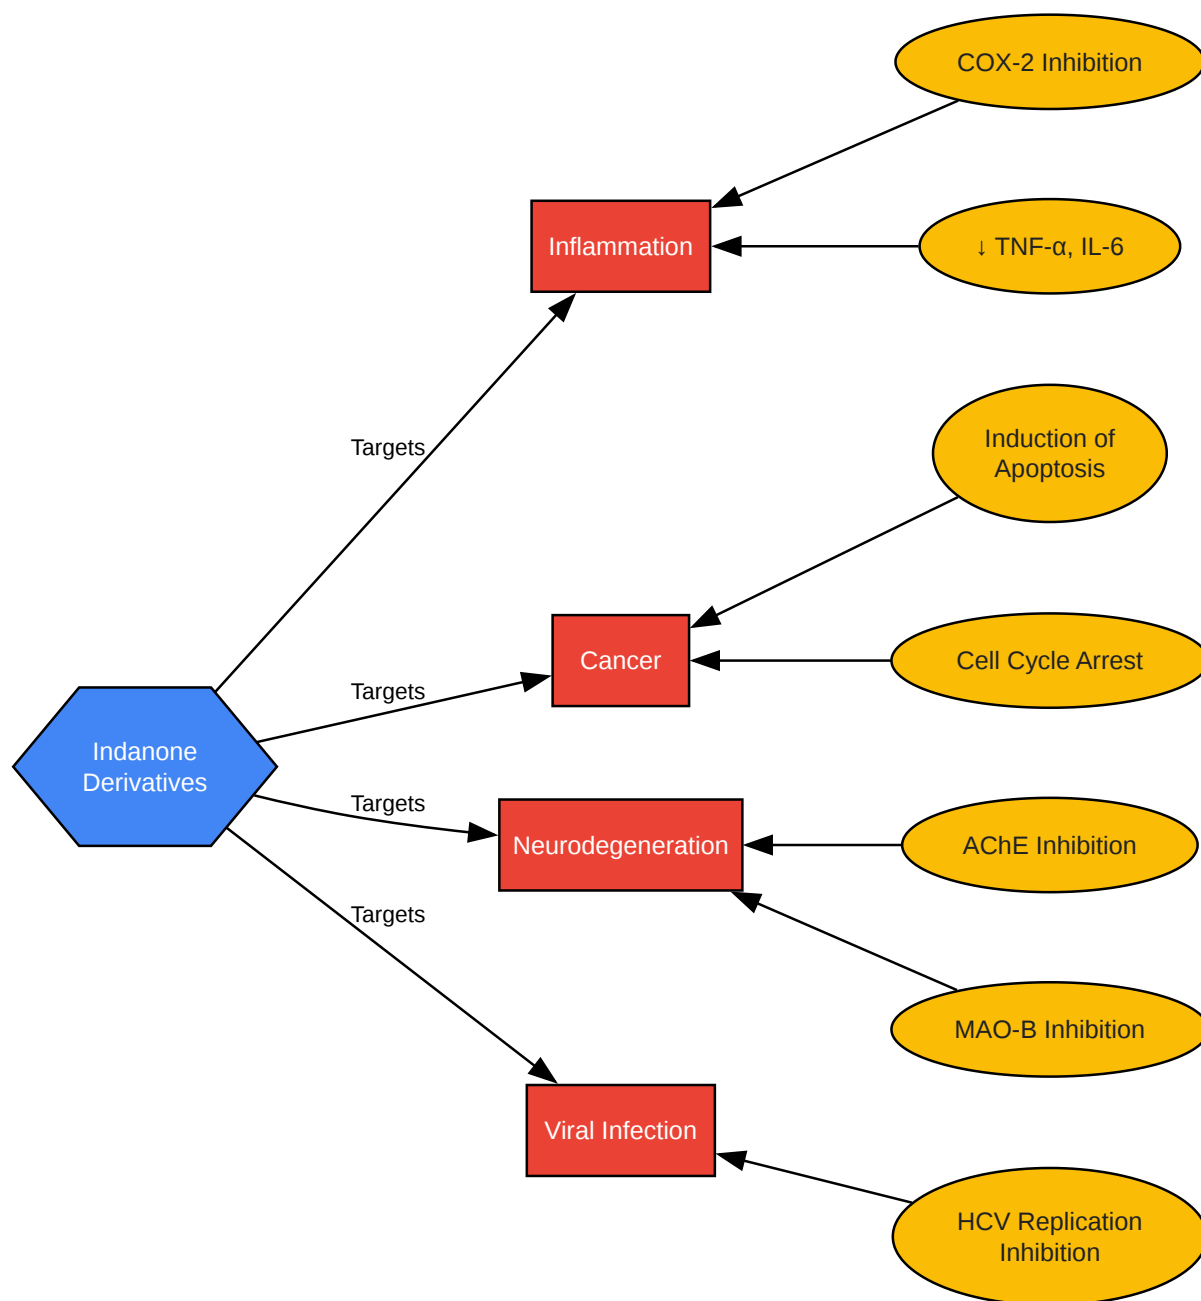 COX-2 Inhibition
Inflammation
↓ TNF-α, IL-6
Targets
Induction of
Apoptosis
Targets
Cancer
Cell Cycle Arrest
Indanone
Derivatives
Targets
Neurodegeneration
AChE Inhibition
Targets
MAO-B Inhibition
Viral Infection
HCV Replication
Inhibition